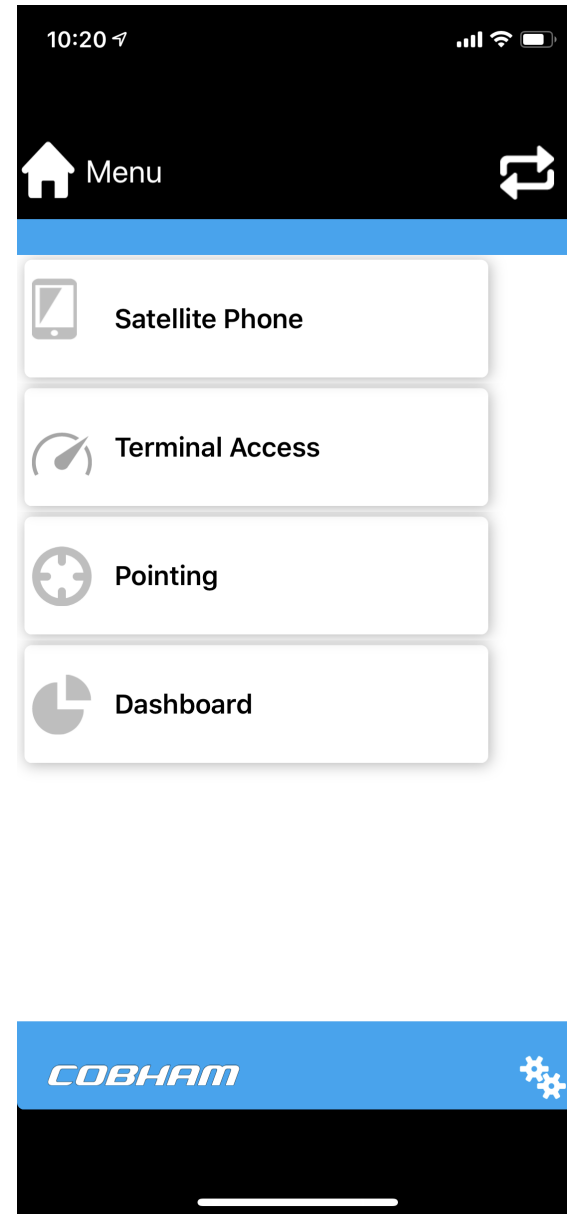 10:20
Menu
Satellite Phone
Terminal Access
Pointing
Dashboard
COBHAM